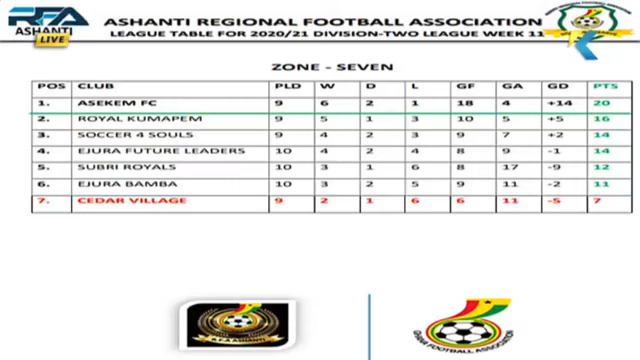 RFA
ASHANTI
LIVE
ASHANTI REGIONAL FOOTBALL ASSOCIATION
LEAGUE TABLE FOR 2020/21 DIVISION-TWO LEAGUE WEEK 11
ZONE - SEVEN
POS CLUB PLD W D L GF GA GD PTS
1. ASEKEM FC 9 6 2 1 18 4 +14 20
2. ROYAL KUMAPEM 9 5 1 3 10 5 +5 16
3. SOCCER 4 SOULS 9 4 2 3 9 7 +2 14
4. EJURA FUTURE LEADERS 10 4 2 4 8 9 -1 14
5. SUBRI ROYALS 10 3 1 6 8 17 -9 12
6. EJURA BAMBA 10 3 2 5 9 11 -2 11
7. CEDAR VILLAGE 9 2 1 6 6 11 -5 7
R.F.A ASHANTI
GHANA FOOTBALL ASSOCIATION